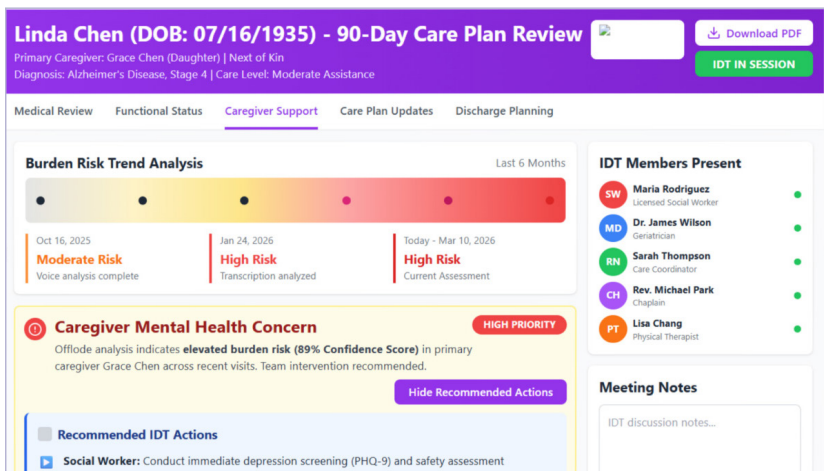 Linda Chen (DOB: 07/16/1935) - 90-Day Care Plan Review
Primary Caregiver: Grace Chen (Daughter) | Next of Kin
Diagnosis: Alzheimer's Disease, Stage 4 | Care Level: Moderate Assistance
Download PDF
IDT IN SESSION
Medical Review
Functional Status
Caregiver Support
Care Plan Updates
Discharge Planning
Burden Risk Trend Analysis
Last 6 Months
Oct 16, 2025
Moderate Risk
Voice analysis complete
Jan 24, 2026
High Risk
Transcription analyzed
Today - Mar 10, 2026
High Risk
Current Assessment
Caregiver Mental Health Concern
HIGH PRIORITY
Offlode analysis indicates elevated burden risk (89% Confidence Score) in primary
caregiver Grace Chen across recent visits. Team intervention recommended.
Hide Recommended Actions
Recommended IDT Actions
Social Worker: Conduct immediate depression screening (PHQ-9) and safety assessment
IDT Members Present
SW
Maria Rodriguez
Licensed Social Worker
MD
Dr. James Wilson
Geriatrician
RN
Sarah Thompson
Care Coordinator
CH
Rev. Michael Park
Chaplain
PT
Lisa Chang
Physical Therapist
Meeting Notes
IDT discussion notes...